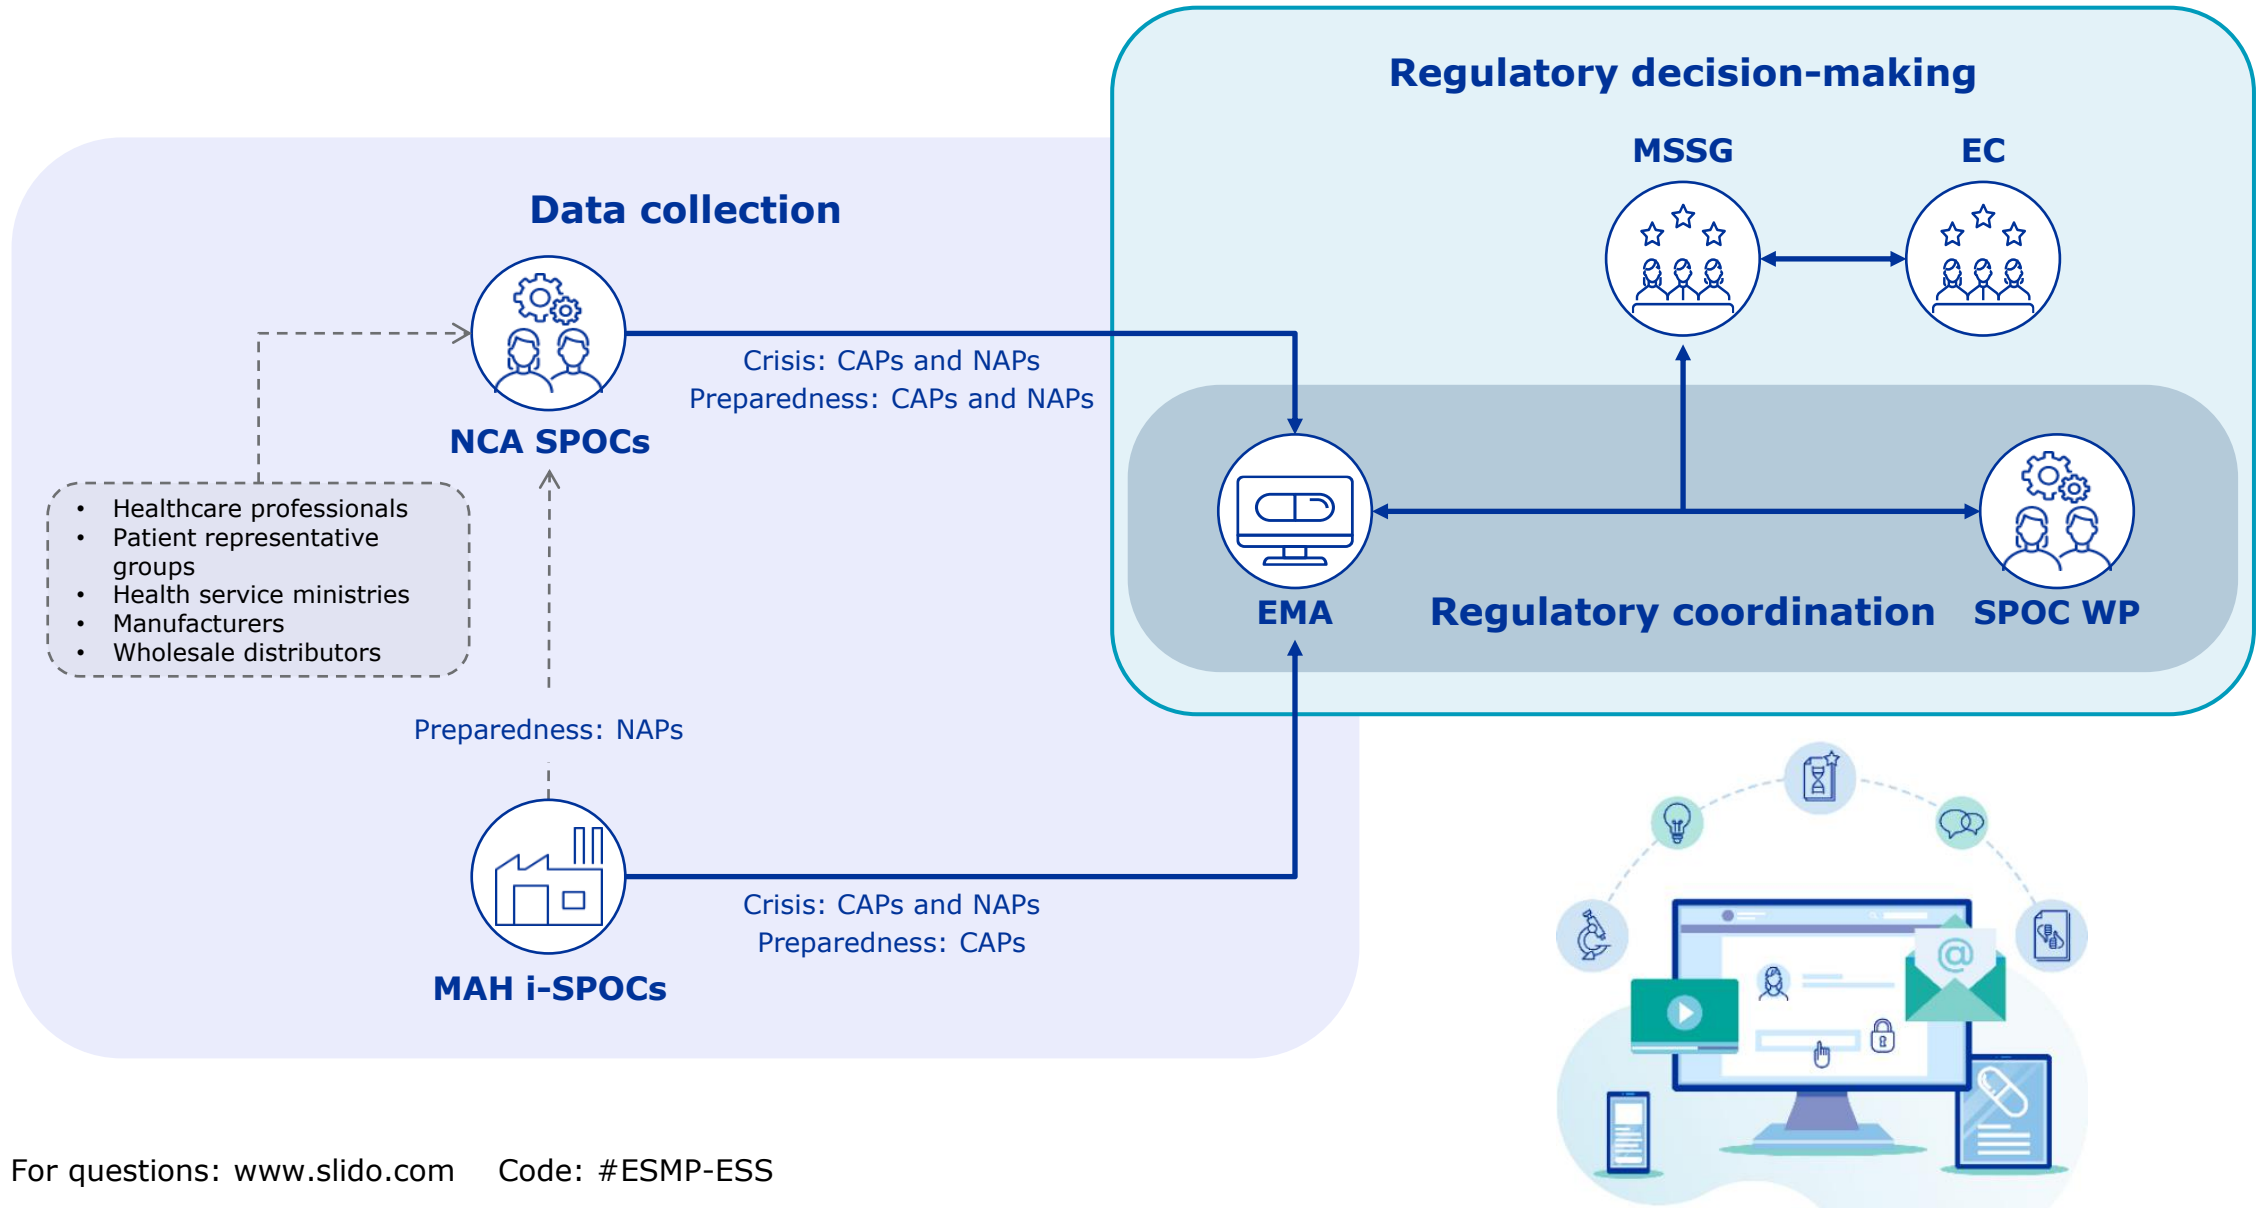 Regulatory decision-making
MSSG
EC
Data collection
Crisis: CAPs and NAPs
Preparedness: CAPs and NAPs
NCA SPOCs
• Healthcare professionals
• Patient representative
groups
• Health service ministries
• Manufacturers
• Wholesale distributors
EMA
Regulatory coordination
SPOC WP
Preparedness: NAPs
Crisis: CAPs and NAPs
Preparedness: CAPs
MAH i-SPOCs
@
For questions: www.slido.com Code: #ESMP-ESS